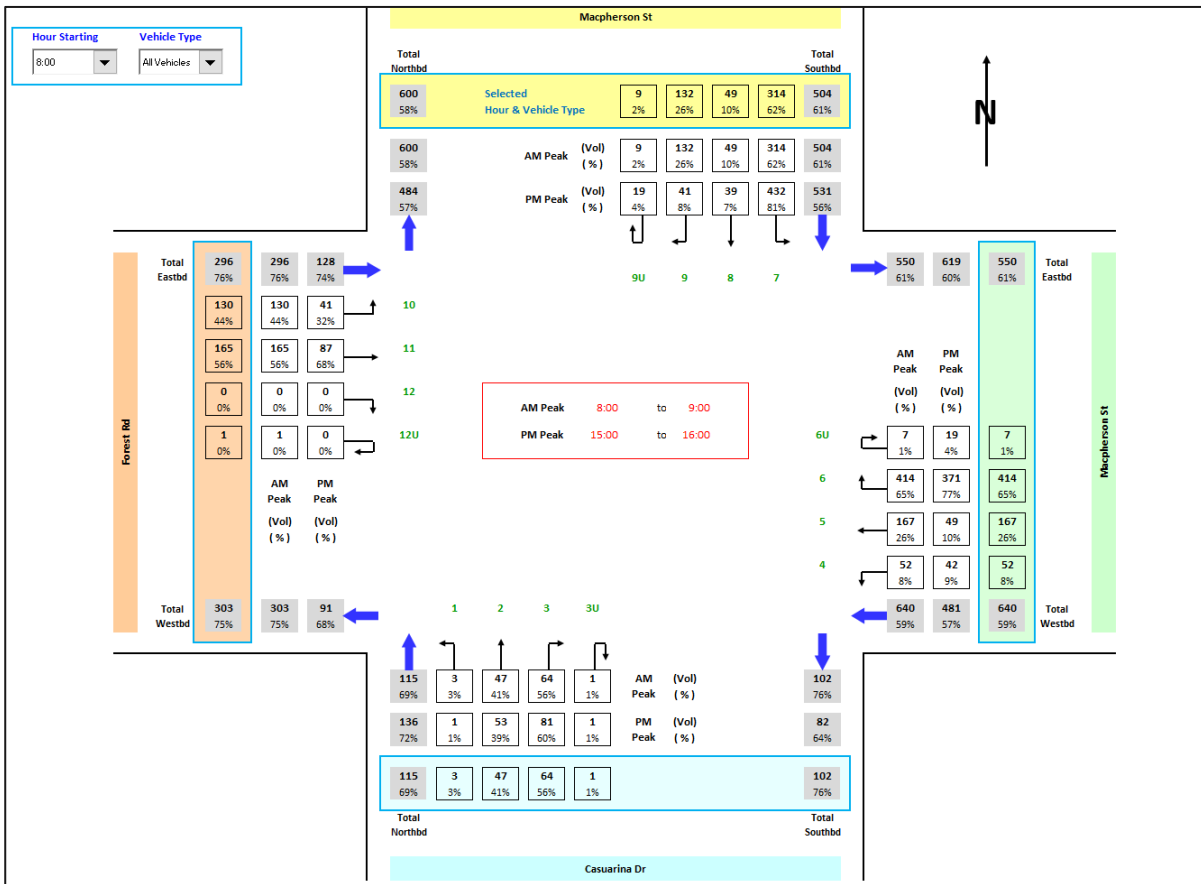 Macpherson St
Hour Starting Vehicle Type
8:00 All Vehicles
Total Northbd Total Southbd
600 Selected 9 132 49 314 504
58% Hour & Vehicle Type 2% 26% 10% 62% 61%
N
600 AM Peak (Vol) 9 132 49 314 504
58% ( % ) 2% 26% 10% 62% 61%
484 PM Peak (Vol) 19 41 39 432 531
57% ( % ) 4% 8% 7% 81% 56%
9U 9 8 7
Total Eastbd
296 296 128
76% 76% 74%
130 130 41
44% 44% 32%
10
165 165 87
56% 56% 68%
11
0 0 0
0% 0% 0%
12
1 1 0
0% 0% 0%
12U
AM Peak PM Peak
(Vol) (Vol)
( % ) ( % )
Forest Rd
Total Westbd
303 303 91
75% 75% 68%
AM Peak 8:00 to 9:00
PM Peak 15:00 to 16:00
550 619 550
61% 60% 61%
Total Eastbd
AM Peak PM Peak
(Vol) (Vol)
( % ) ( % )
6U
7 19 7
1% 4% 1%
6
414 371 414
65% 77% 65%
5
167 49 167
26% 10% 26%
4
52 42 52
8% 9% 8%
640 481 640
59% 57% 59%
Total Westbd
Macpherson St
1 2 3 3U
115 3 47 64 1 AM Peak (Vol) 102
69% 3% 41% 56% 1% ( % ) 76%
136 1 53 81 1 PM Peak (Vol) 82
72% 1% 39% 60% 1% ( % ) 64%
115 3 47 64 1 102
69% 3% 41% 56% 1% 76%
Total Northbd Total Southbd
Casuarina Dr